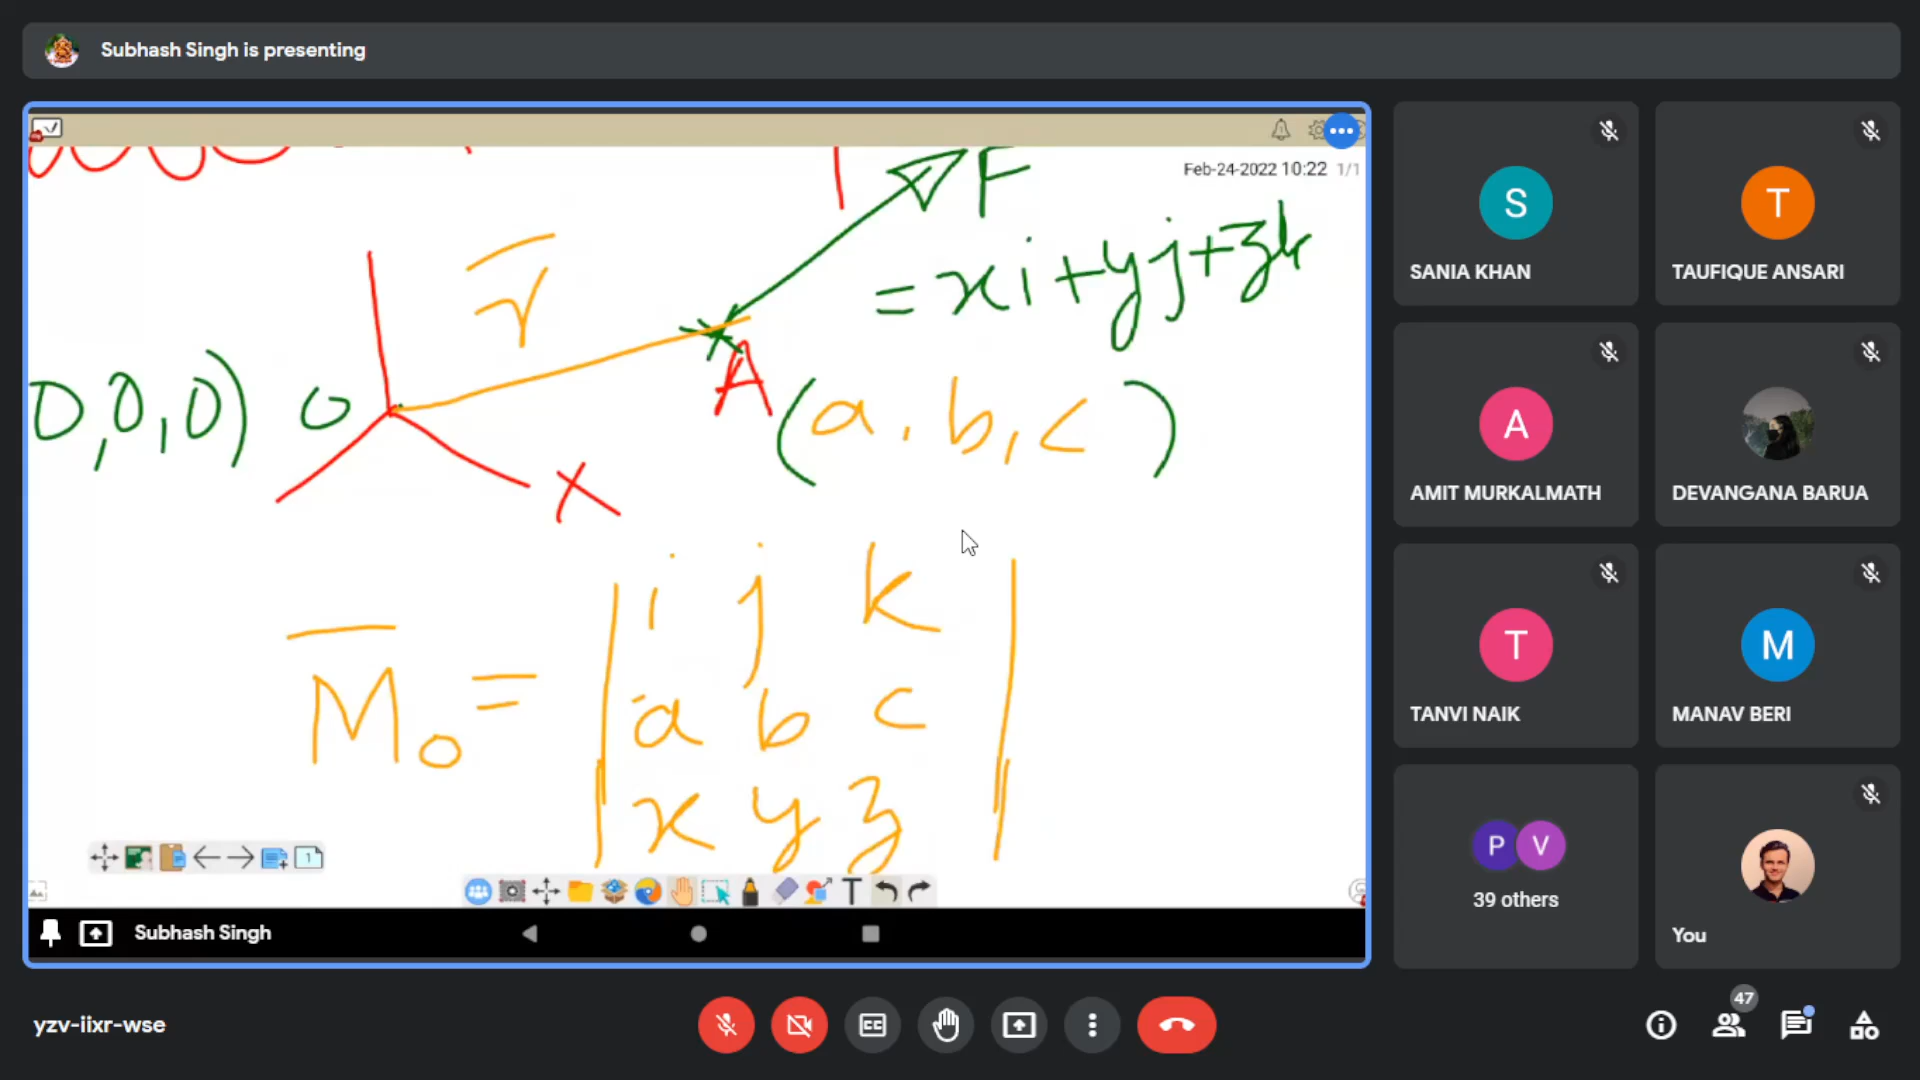 Subhash Singh is presenting
Feb-24-2022 10:22 1/1
F
= xi + yj + zk
r
0,0,0) O
A
(a, b, c)
X
M₀ = | i j k |
| a b c |
| x y z |
1
T
Subhash Singh
S
SANIA KHAN
T
TAUFIQUE ANSARI
A
AMIT MURKALMATH
DEVANGANA BARUA
T
TANVI NAIK
M
MANAV BERI
P V
39 others
You
yzv-iixr-wse
CC
47